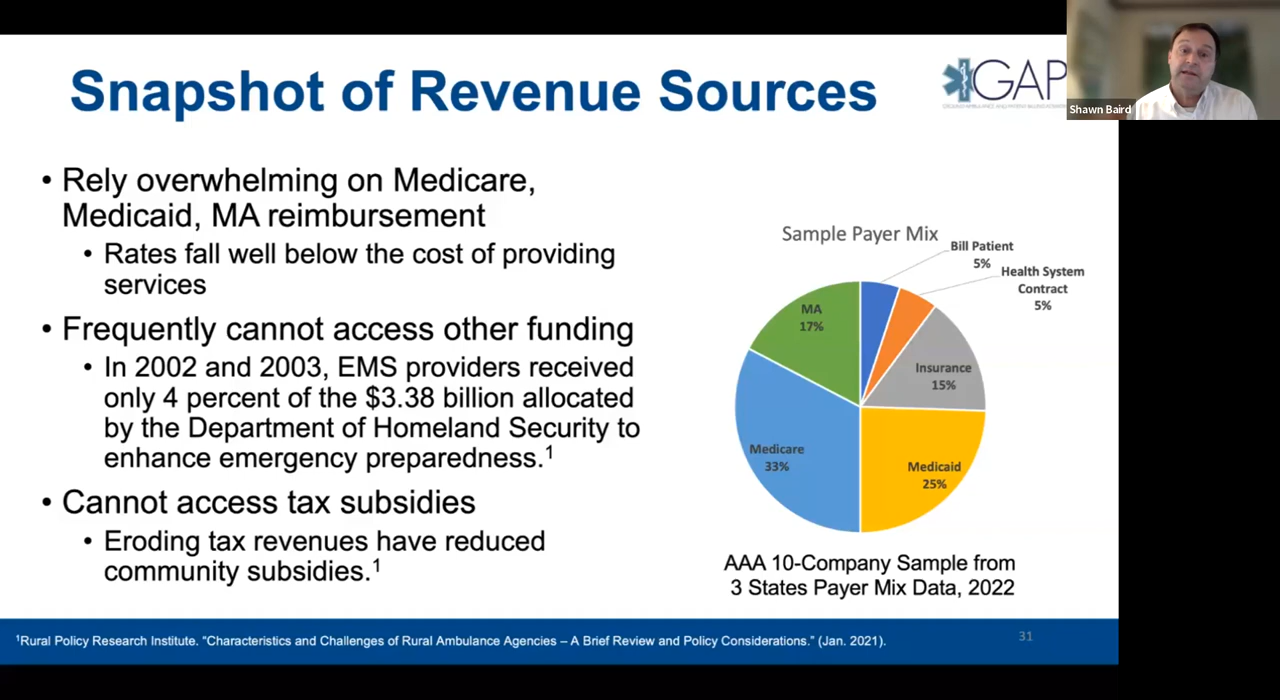 Snapshot of Revenue Sources
GAP
Shawn Baird
• Rely overwhelming on Medicare,
Medicaid, MA reimbursement
• Rates fall well below the cost of providing
services
• Frequently cannot access other funding
• In 2002 and 2003, EMS providers received
only 4 percent of the $3.38 billion allocated
by the Department of Homeland Security to
enhance emergency preparedness.¹
• Cannot access tax subsidies
• Eroding tax revenues have reduced
community subsidies.¹
Sample Payer Mix
Bill Patient
5%
Health System
Contract
5%
MA
17%
Insurance
15%
Medicare
33%
Medicaid
25%
AAA 10-Company Sample from
3 States Payer Mix Data, 2022
¹Rural Policy Research Institute. “Characteristics and Challenges of Rural Ambulance Agencies – A Brief Review and Policy Considerations.” (Jan. 2021).
31